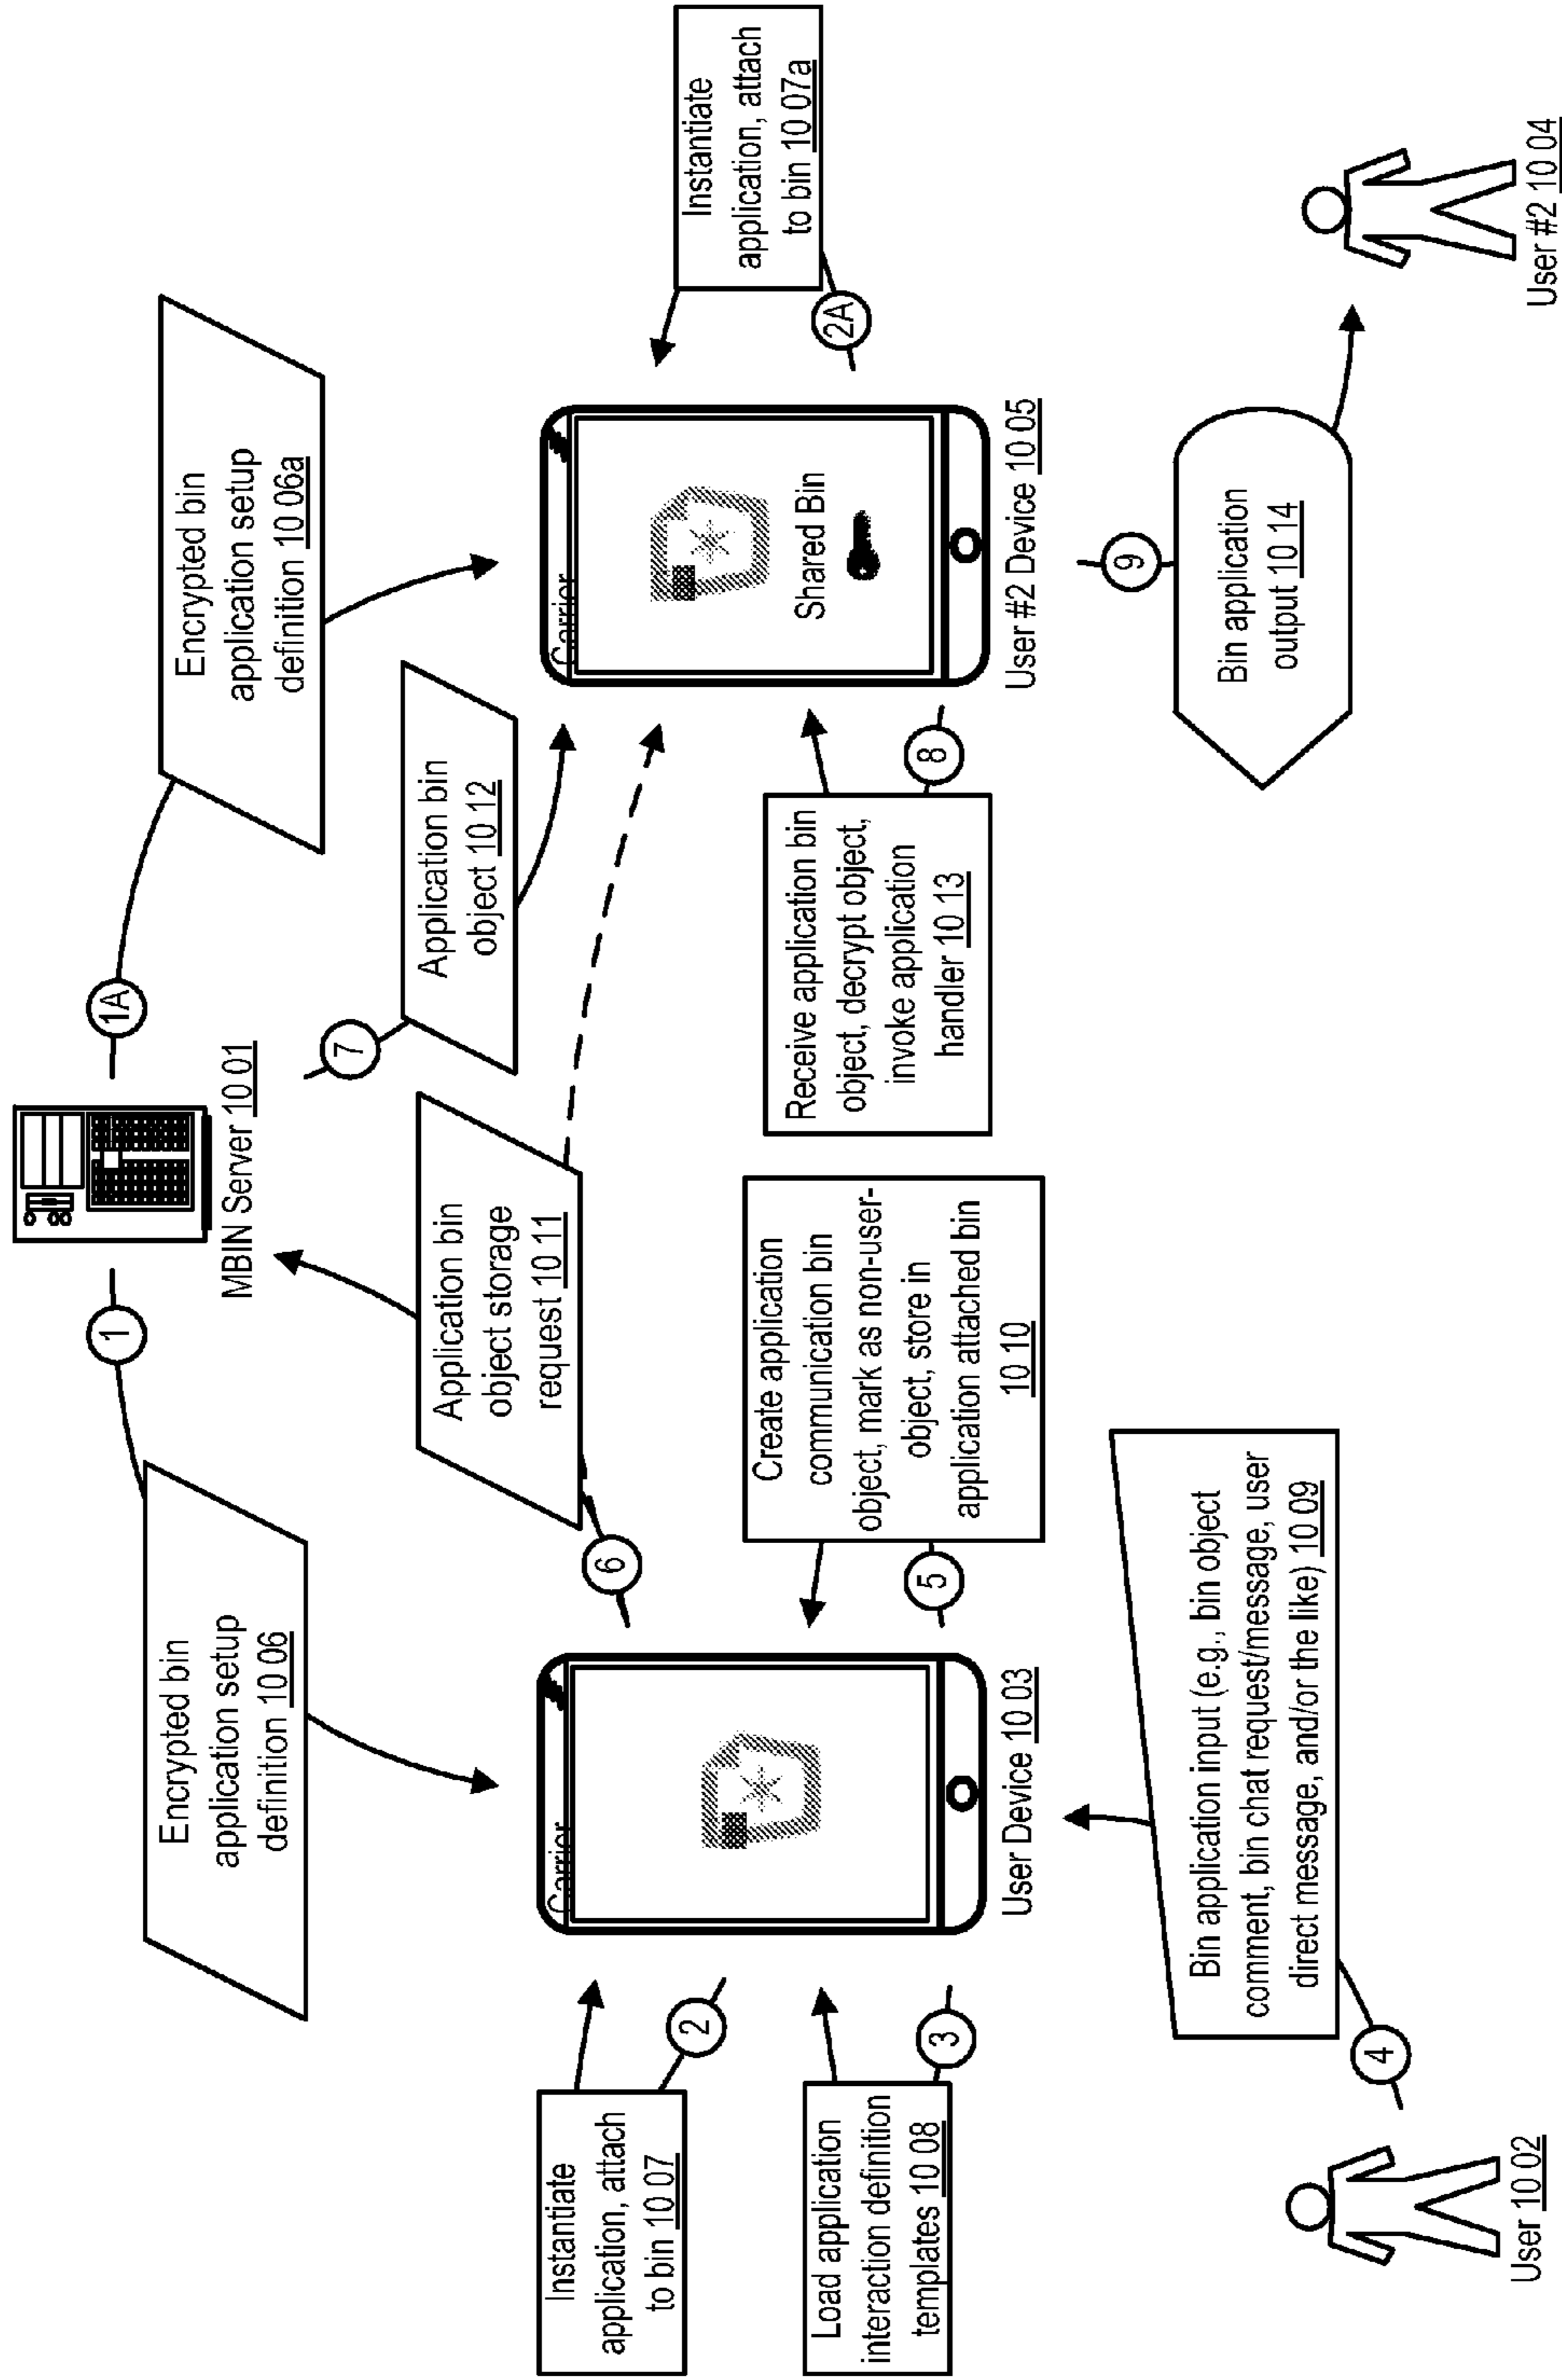 MBIN Server 10 01
1
1A
Encrypted bin
application setup
definition 10 06
Encrypted bin
application setup
definition 10 06a
7
Application bin
object storage
request 10 11
Application bin
object 10 12
6
Instantiate
application, attach
to bin 10 07
2
Load application
interaction definition
templates 10 08
3
Carrier
User Device 10 03
Create application
communication bin
object, mark as non-user-
object, store in
application attached bin
10 10
5
Receive application bin
object, decrypt object,
invoke application
handler 10 13
8
Carrier
Shared Bin
User #2 Device 10 05
Instantiate
application, attach
to bin 10 07a
2A
User 10 02
4
Bin application input (e.g., bin object
comment, bin chat request/message, user
direct message, and/or the like) 10 09
9
Bin application
output 10 14
User #2 10 04